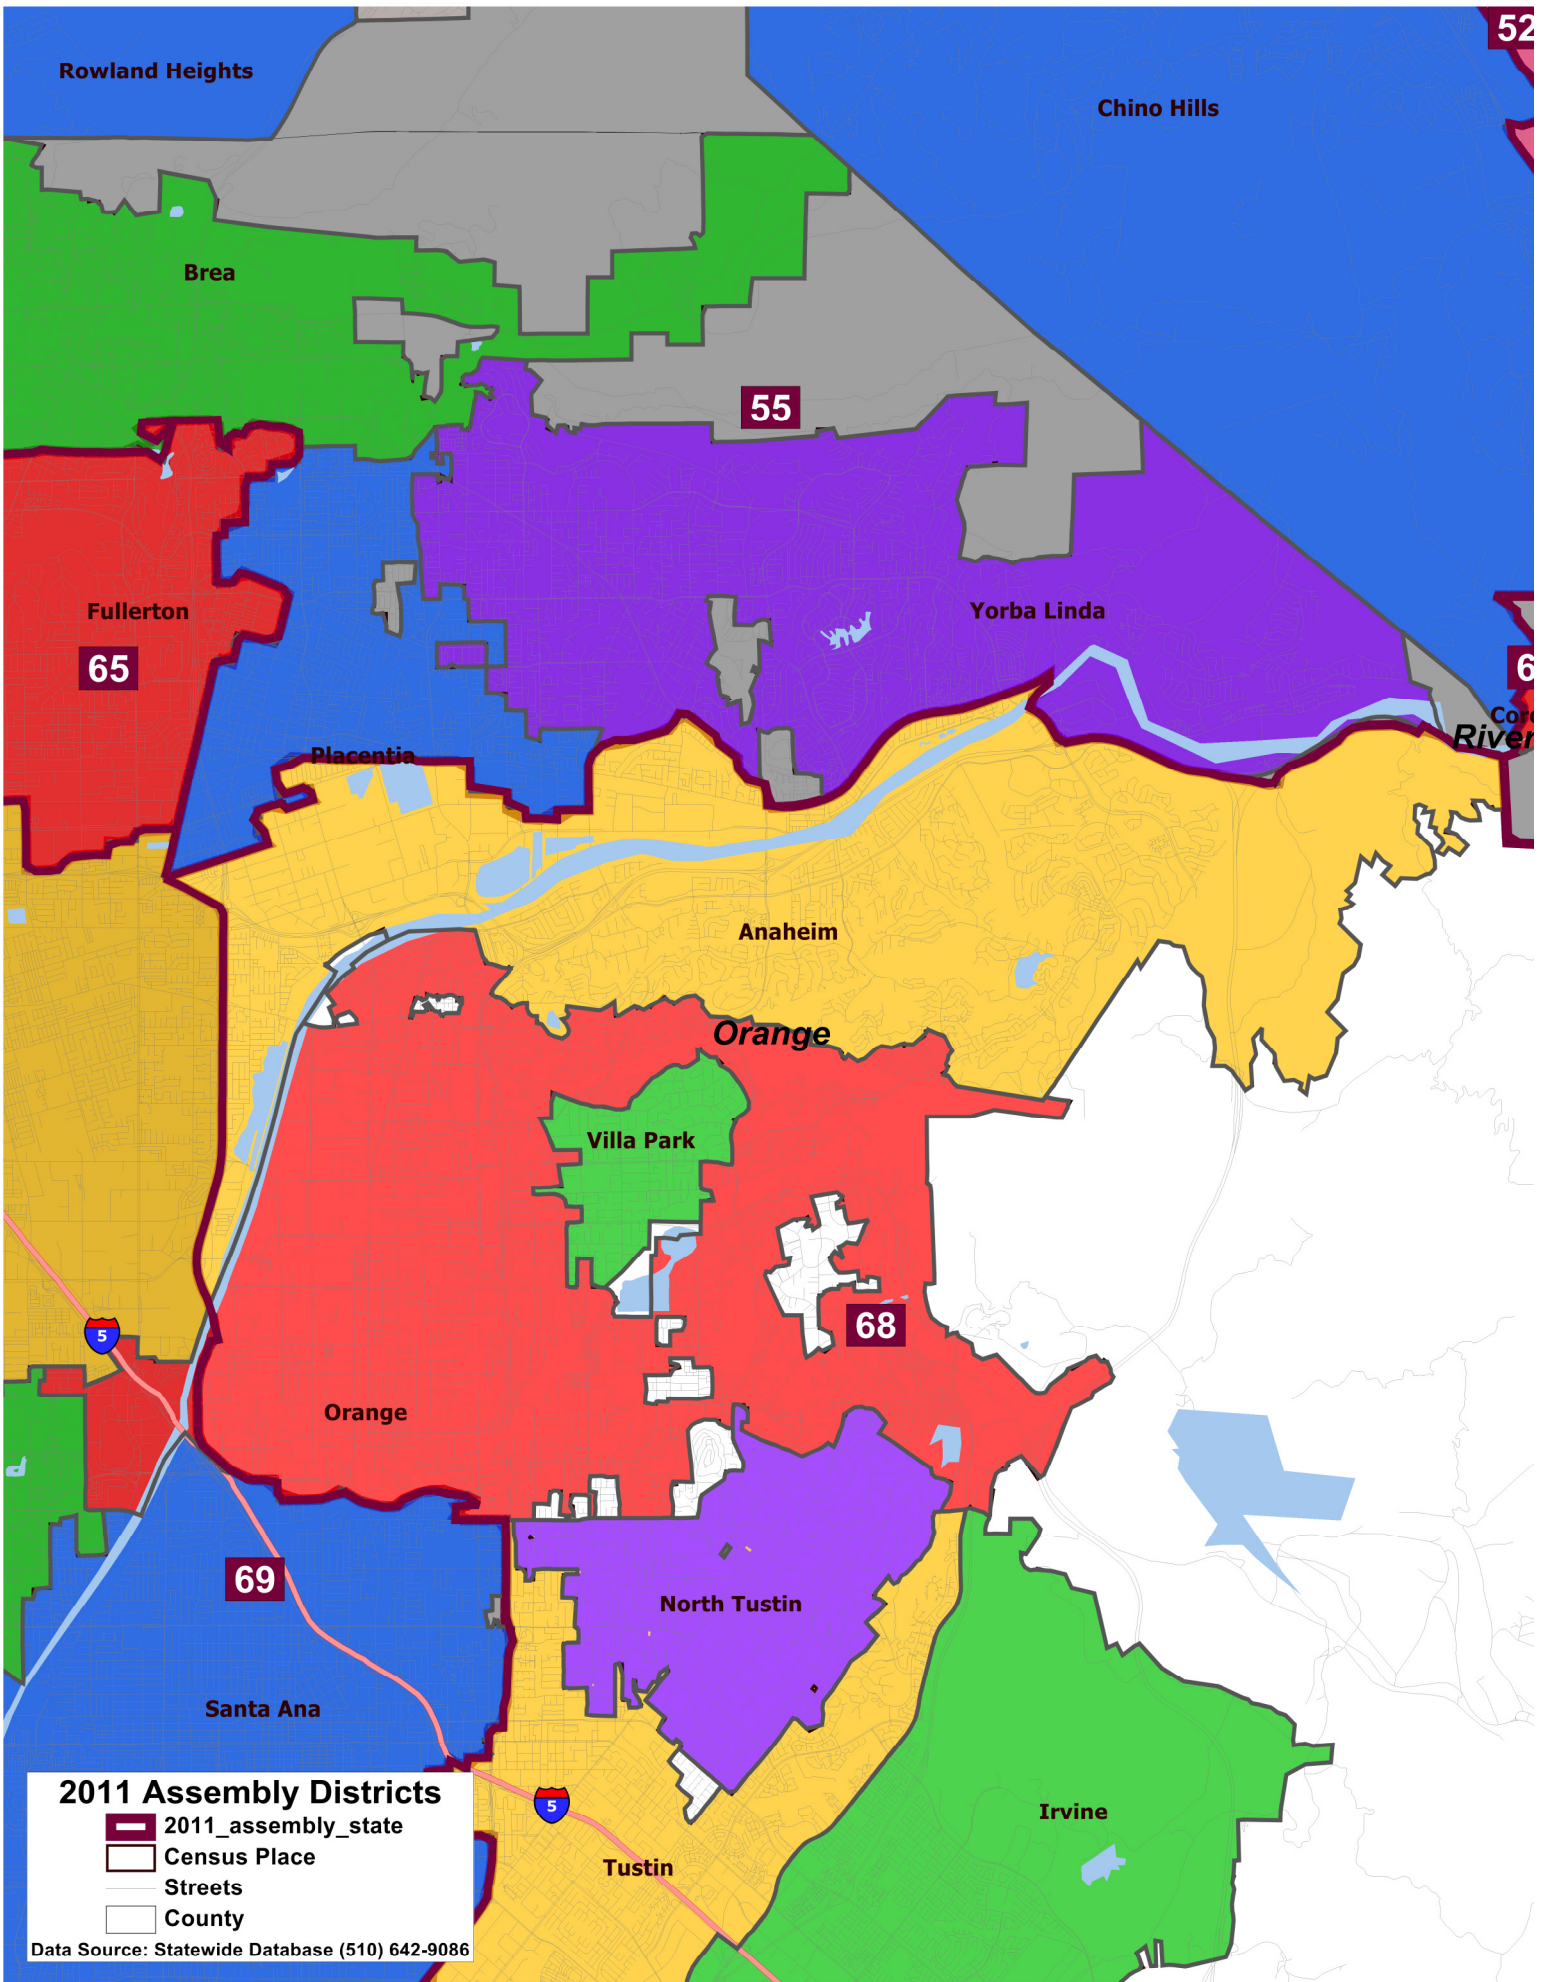 52
Rowland Heights
Chino Hills
Brea
55
Fullerton
Yorba Linda
65
6
Placentia
Anaheim
Orange
Villa Park
68
5
Orange
69
North Tustin
Santa Ana
5
Irvine
Tustin
2011 Assembly Districts
2011_assembly_state
Census Place
Streets
County
Data Source: Statewide Database (510) 642-9086